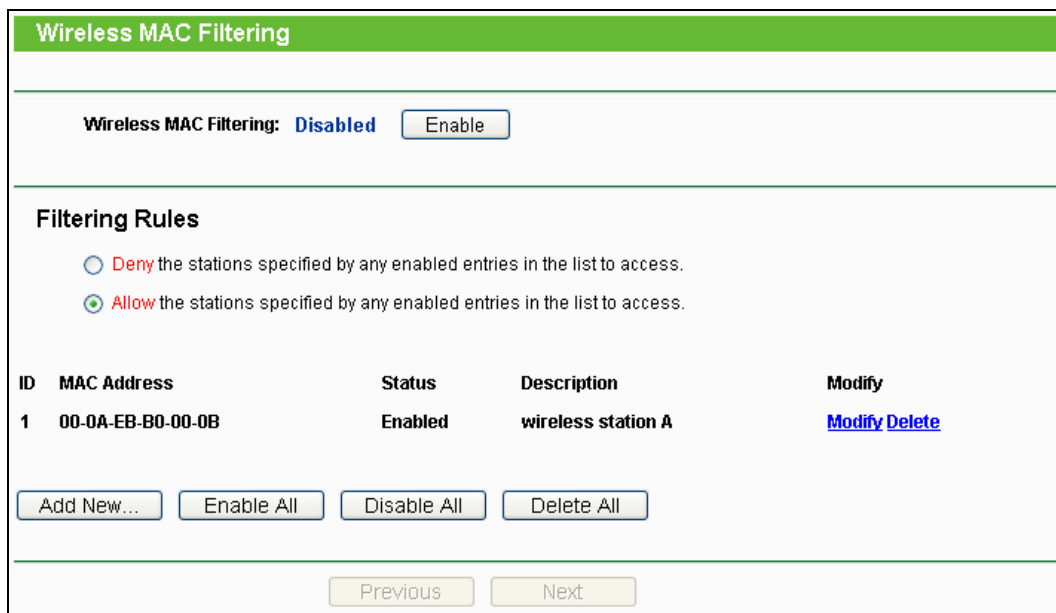 Wireless MAC Filtering
Wireless MAC Filtering: Disabled Enable
Filtering Rules
Deny the stations specified by any enabled entries in the list to access.
Allow the stations specified by any enabled entries in the list to access.
ID MAC Address Status Description Modify
1 00-0A-EB-B0-00-0B Enabled wireless station A Modify Delete
Add New... Enable All Disable All Delete All
Previous Next